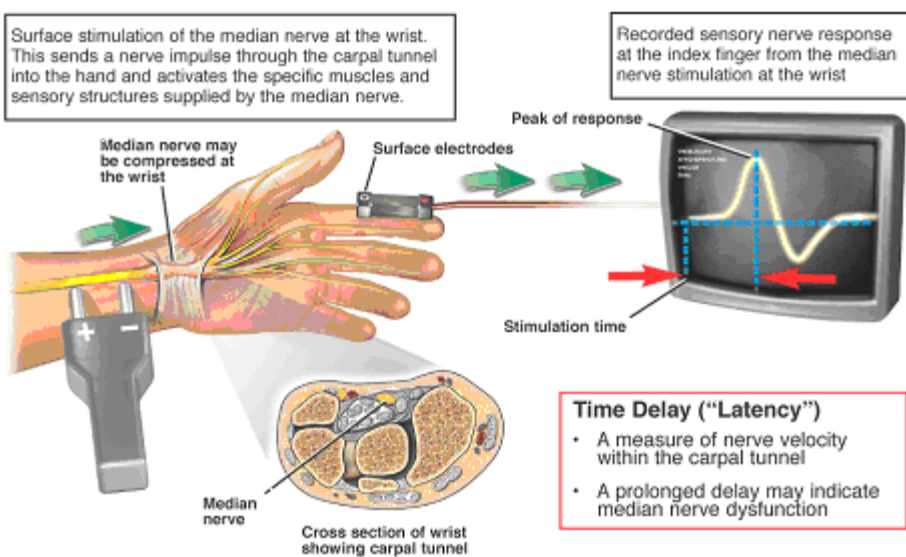 Surface stimulation of the median nerve at the wrist.
This sends a nerve impulse through the carpal tunnel
into the hand and activates the specific muscles and
sensory structures supplied by the median nerve.
Recorded sensory nerve response
at the index finger from the median
nerve stimulation at the wrist
Peak of response
Median nerve may
be compressed at
the wrist
Surface electrodes
+ −
Stimulation time
Median
nerve
Cross section of wrist
showing carpal tunnel
Time Delay (“Latency”)
• A measure of nerve velocity
within the carpal tunnel
• A prolonged delay may indicate
median nerve dysfunction